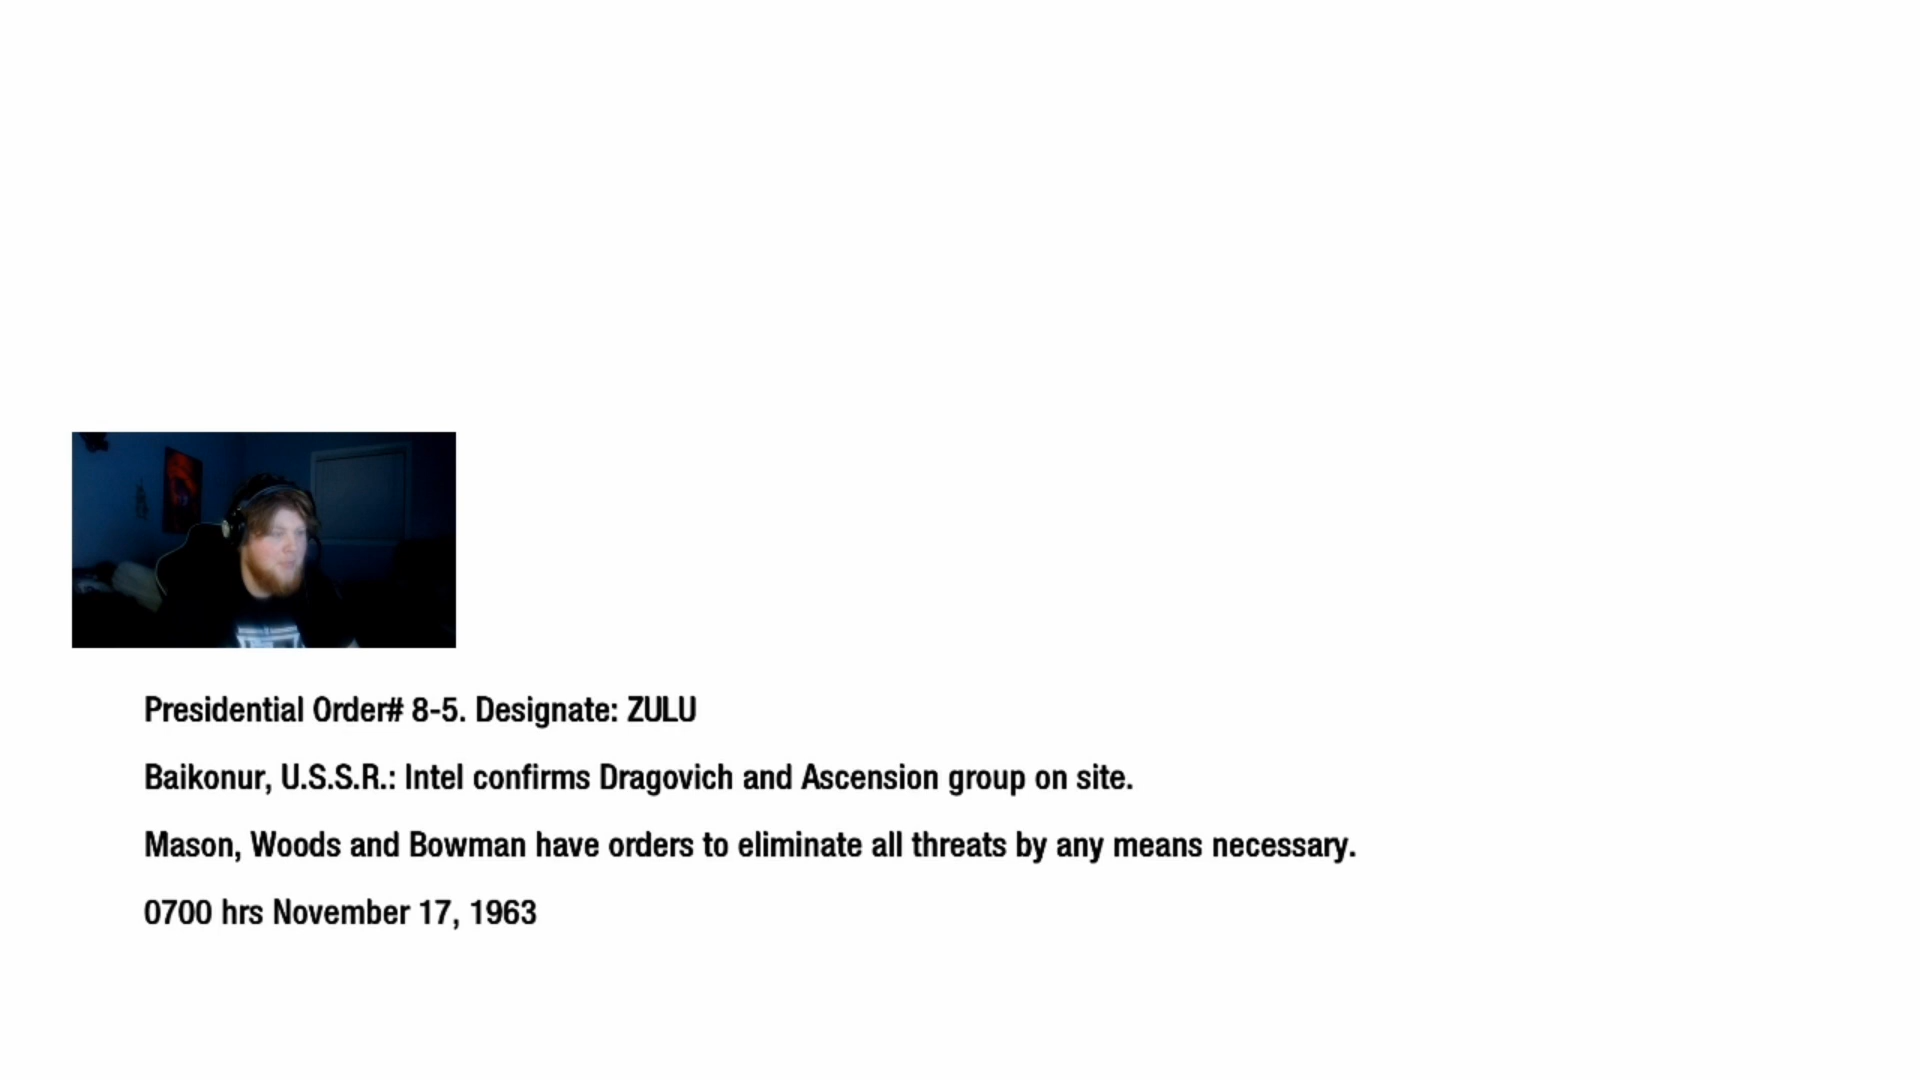 Presidential Order# 8-5. Designate: ZULU
Baikonur, U.S.S.R.: Intel confirms Dragovich and Ascension group on site.
Mason, Woods and Bowman have orders to eliminate all threats by any means necessary.
0700 hrs November 17, 1963